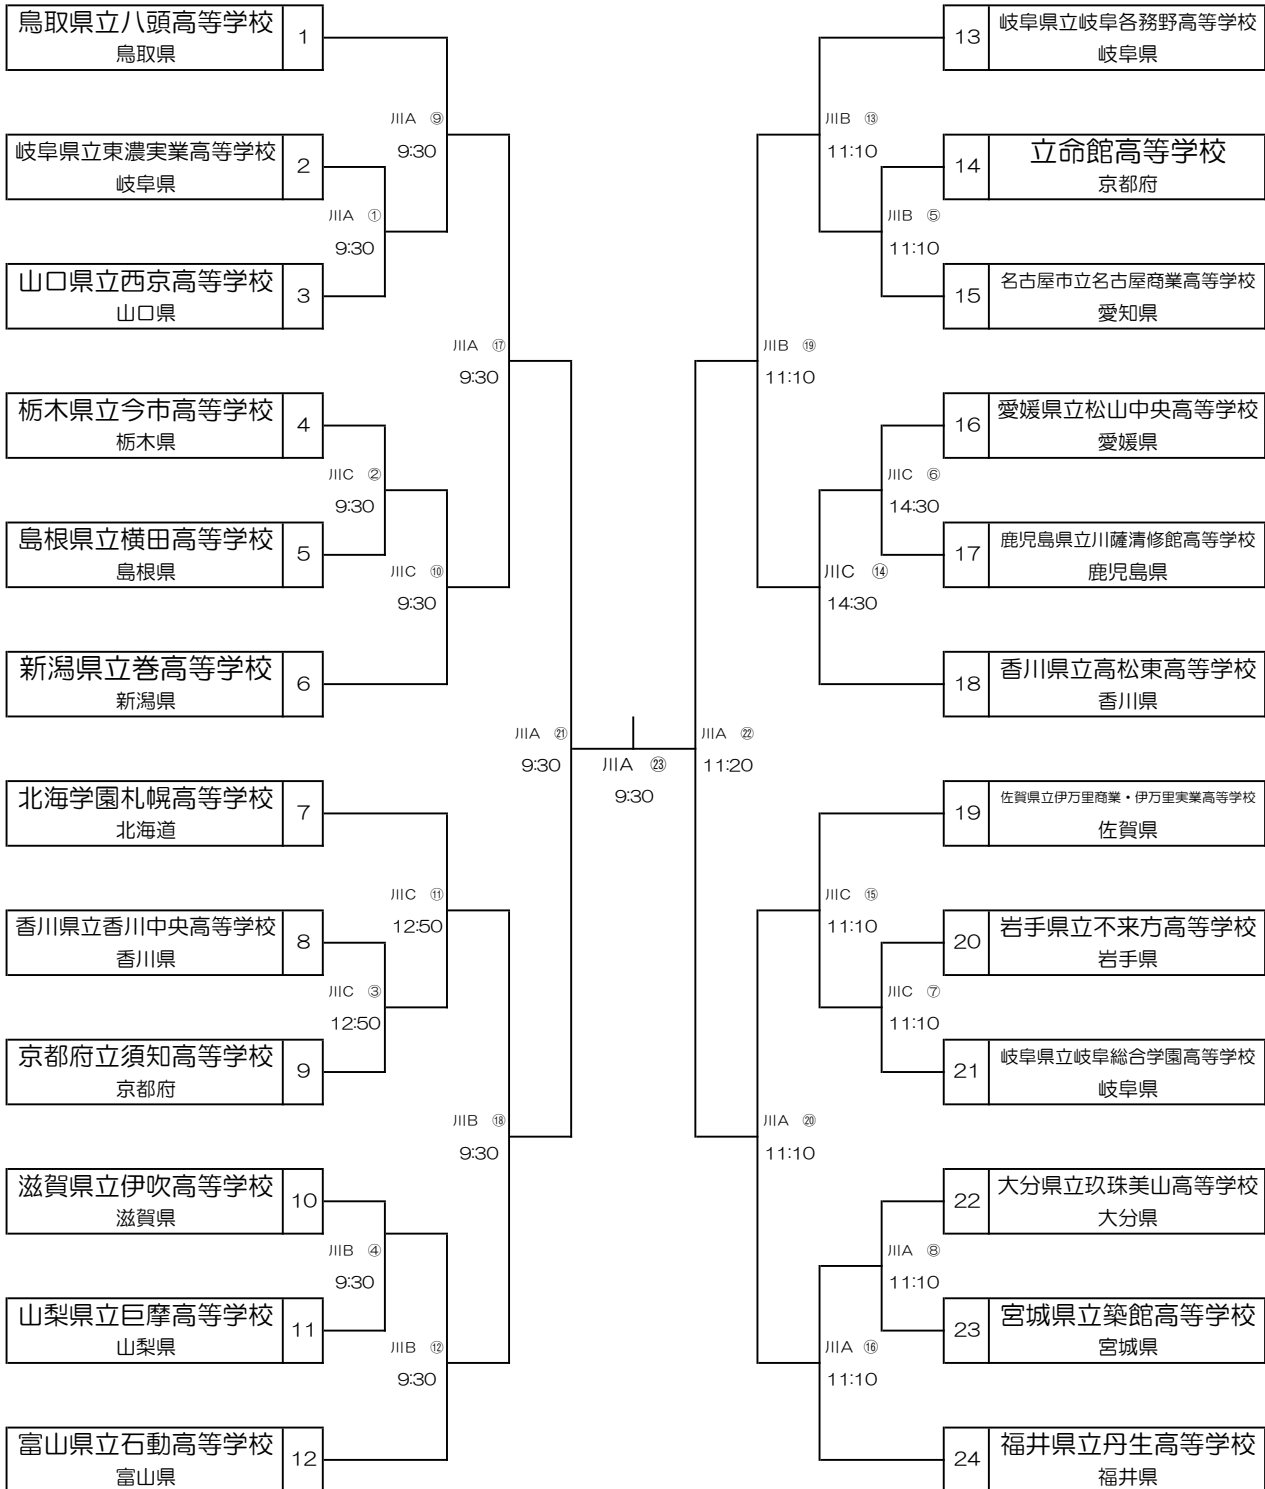 鳥取県立八頭高等学校
鳥取県
1
川A ⑨
9:30
岐阜県立東濃実業高等学校
岐阜県
2
川A ①
9:30
山口県立西京高等学校
山口県
3
川A ⑰
9:30
栃木県立今市高等学校
栃木県
4
川C ②
9:30
島根県立横田高等学校
島根県
5
川C ⑩
9:30
新潟県立巻高等学校
新潟県
6
川A ㉑
9:30
北海学園札幌高等学校
北海道
7
川C ⑪
12:50
香川県立香川中央高等学校
香川県
8
川C ③
12:50
京都府立須知高等学校
京都府
9
川B ⑱
9:30
滋賀県立伊吹高等学校
滋賀県
10
川B ④
9:30
山梨県立巨摩高等学校
山梨県
11
川B ⑫
9:30
富山県立石動高等学校
富山県
12
川A ㉓
9:30
13
岐阜県立岐阜各務野高等学校
岐阜県
川B ⑬
11:10
14
立命館高等学校
京都府
川B ⑤
11:10
15
名古屋市立名古屋商業高等学校
愛知県
川B ⑲
11:10
16
愛媛県立松山中央高等学校
愛媛県
川C ⑥
14:30
17
鹿児島県立川薩清修館高等学校
鹿児島県
川C ⑭
14:30
18
香川県立高松東高等学校
香川県
川A ㉒
11:20
19
佐賀県立伊万里商業・伊万里実業高等学校
佐賀県
川C ⑮
11:10
20
岩手県立不来方高等学校
岩手県
川C ⑦
11:10
21
岐阜県立岐阜総合学園高等学校
岐阜県
川A ⑳
11:10
22
大分県立玖珠美山高等学校
大分県
川A ⑧
11:10
23
宮城県立築館高等学校
宮城県
川A ⑯
11:10
24
福井県立丹生高等学校
福井県